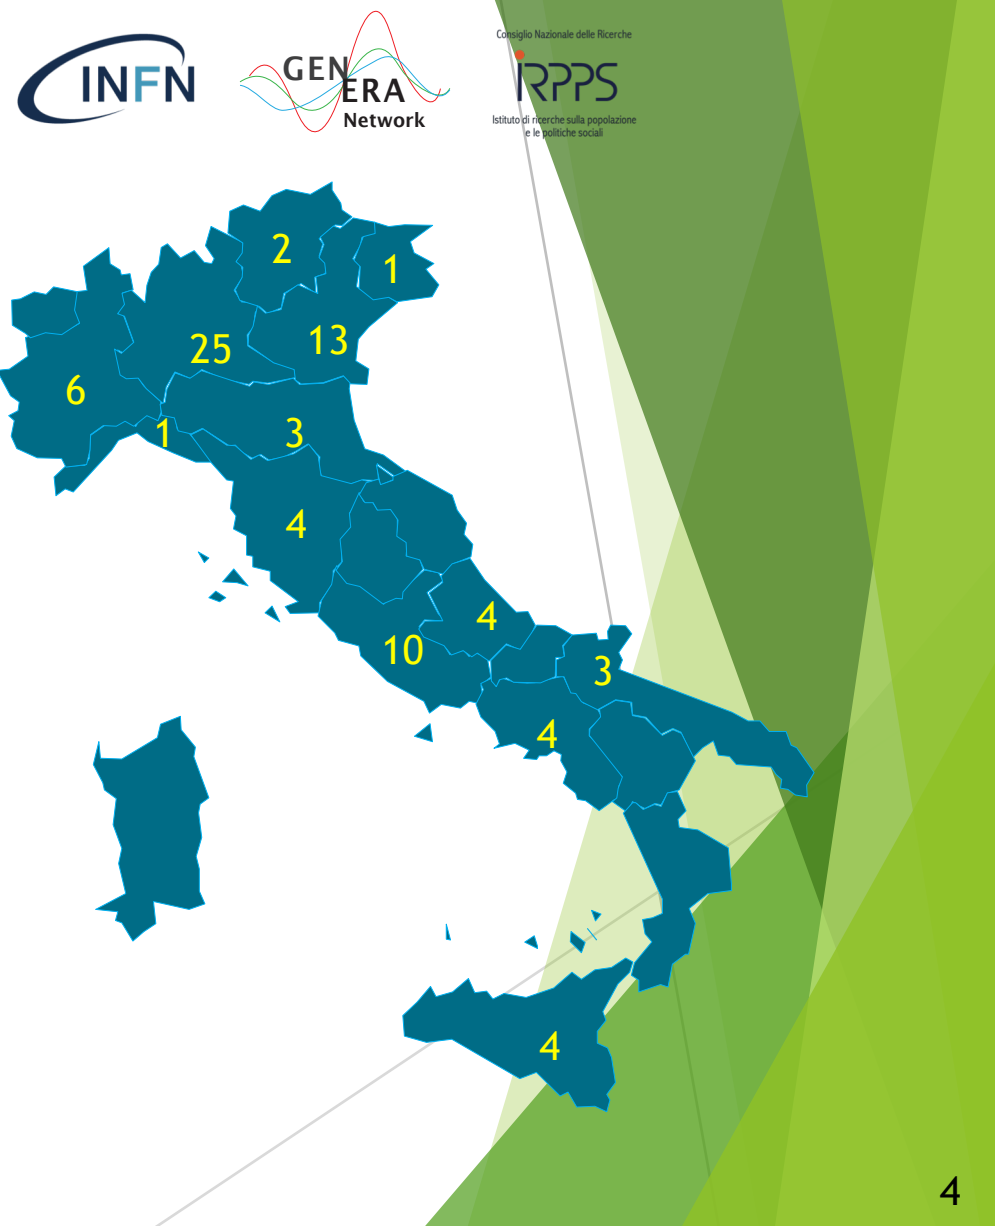 INFN
GEN
ERA
Network
Consiglio Nazionale delle Ricerche
IRPPS
Istituto di ricerche sulla popolazione
e le politiche sociali
2
1
13
25
6
1
3
4
4
10
3
4
4
4